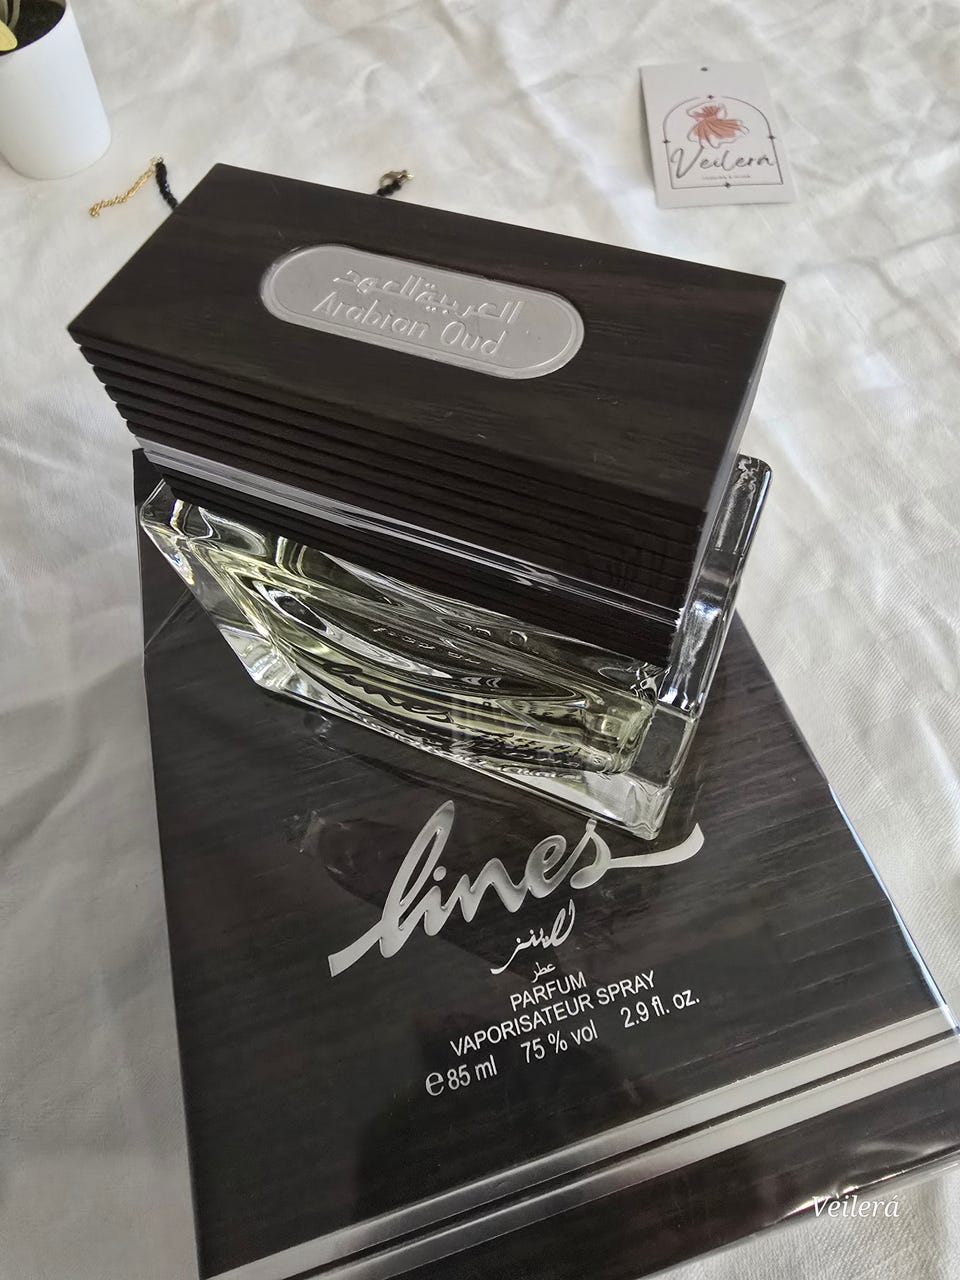 Veilerá
العربية للعود
Arabian Oud
lines
لاينز
عطر
PARFUM
VAPORISATEUR SPRAY
e 85 ml 75 % vol 2.9 fl. oz.
Veilerá